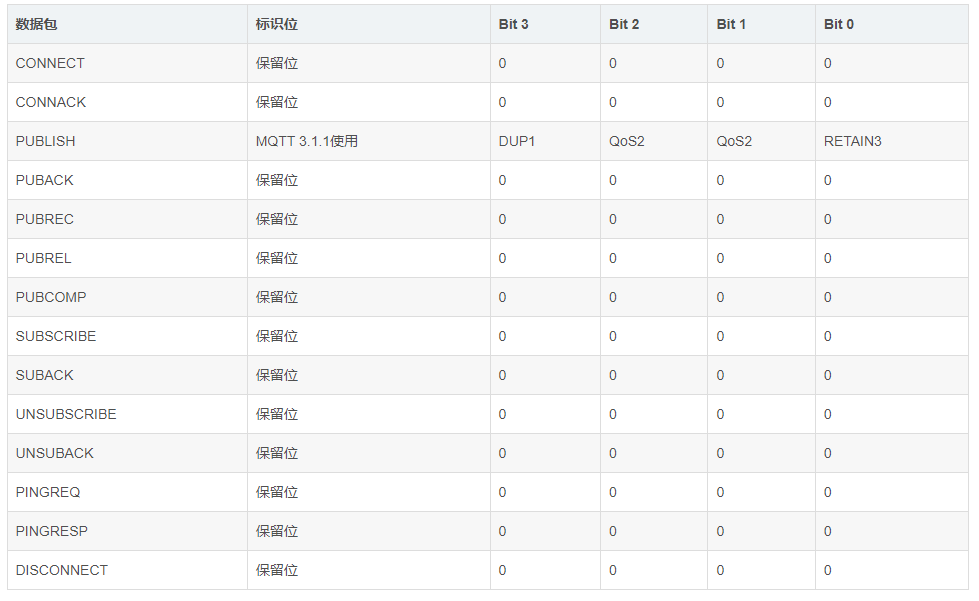 数据包 标识位 Bit 3 Bit 2 Bit 1 Bit 0
CONNECT 保留位 0 0 0 0
CONNACK 保留位 0 0 0 0
PUBLISH MQTT 3.1.1使用 DUP1 QoS2 QoS2 RETAIN3
PUBACK 保留位 0 0 0 0
PUBREC 保留位 0 0 0 0
PUBREL 保留位 0 0 0 0
PUBCOMP 保留位 0 0 0 0
SUBSCRIBE 保留位 0 0 0 0
SUBACK 保留位 0 0 0 0
UNSUBSCRIBE 保留位 0 0 0 0
UNSUBACK 保留位 0 0 0 0
PINGREQ 保留位 0 0 0 0
PINGRESP 保留位 0 0 0 0
DISCONNECT 保留位 0 0 0 0